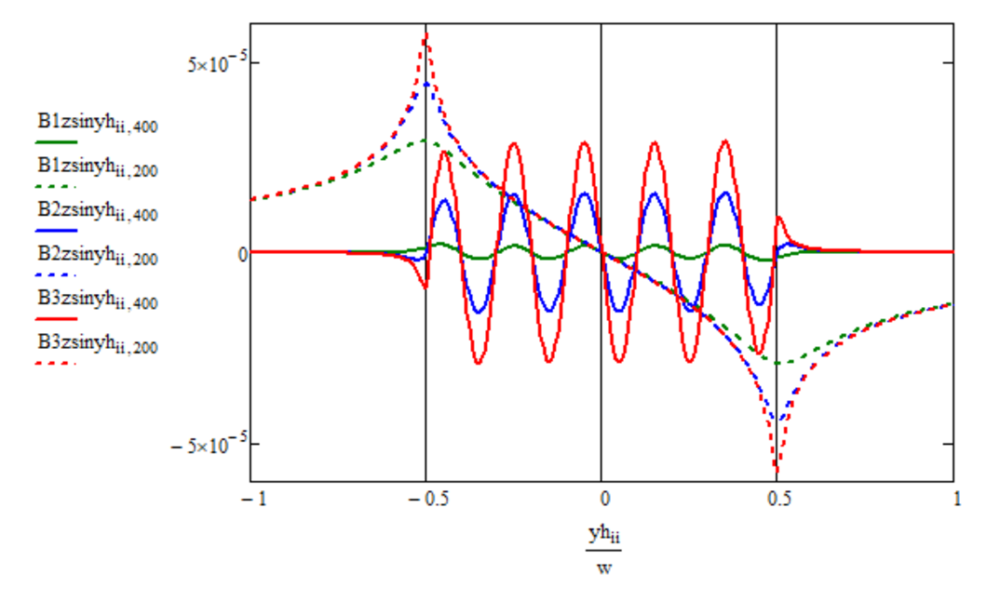 B1zsinyh_ii,400
B1zsinyh_ii,200
B2zsinyh_ii,400
B2zsinyh_ii,200
B3zsinyh_ii,400
B3zsinyh_ii,200
5×10^−5
0
− 5×10^−5
− 1
− 0.5
0
0.5
1
yh_ii
w